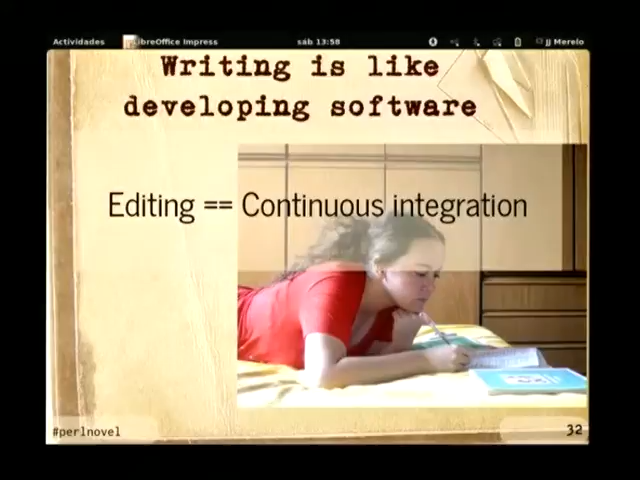 Actividades LibreOffice Impress sáb 13:58 JJ Merelo
Writing is like
developing software
Editing == Continuous integration
#perlnovel 32